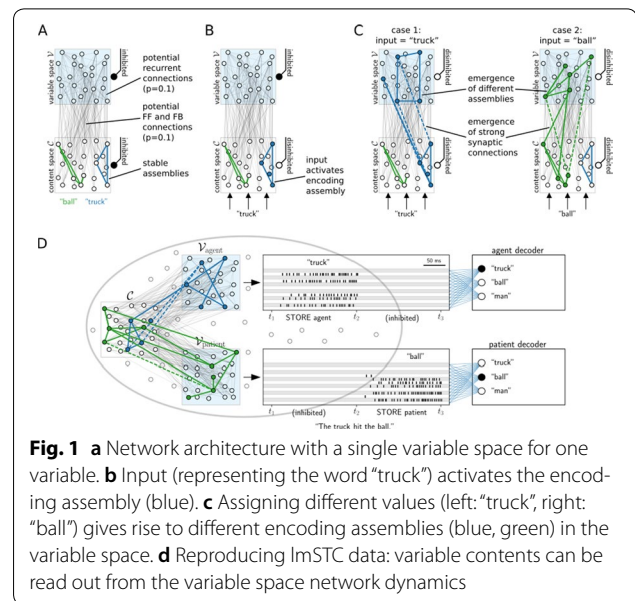 A
variable space 𝒱
inhibited
potential
recurrent
connections
(p=0.1)
potential
FF and FB
connections
(p=0.1)
content space 𝒞
disinhibited
stable
assemblies
"ball" "truck"
B
variable space 𝒱
inhibited
content space 𝒞
disinhibited
input
activates
encoding
assembly
"truck"
C
case 1:
input = "truck"
case 2:
input = "ball"
variable space 𝒱
disinhibited
disinhibited
emergence
of different
assemblies
emergence
of strong
synaptic
connections
content space 𝒞
disinhibited
disinhibited
"truck"
"ball"
D
𝒱agent
𝒞
𝒱patient
"truck"
50 ms
t₁ STORE agent t₂ (inhibited) t₃
agent decoder
"truck"
"ball"
"man"
"ball"
t₁ (inhibited) t₂ STORE patient t₃
patient decoder
"truck"
"ball"
"man"
"The truck hit the ball."
Fig. 1 a Network architecture with a single variable space for one
variable. b Input (representing the word "truck") activates the encod-
ing assembly (blue). c Assigning different values (left: "truck", right:
"ball") gives rise to different encoding assemblies (blue, green) in the
variable space. d Reproducing lmSTC data: variable contents can be
read out from the variable space network dynamics